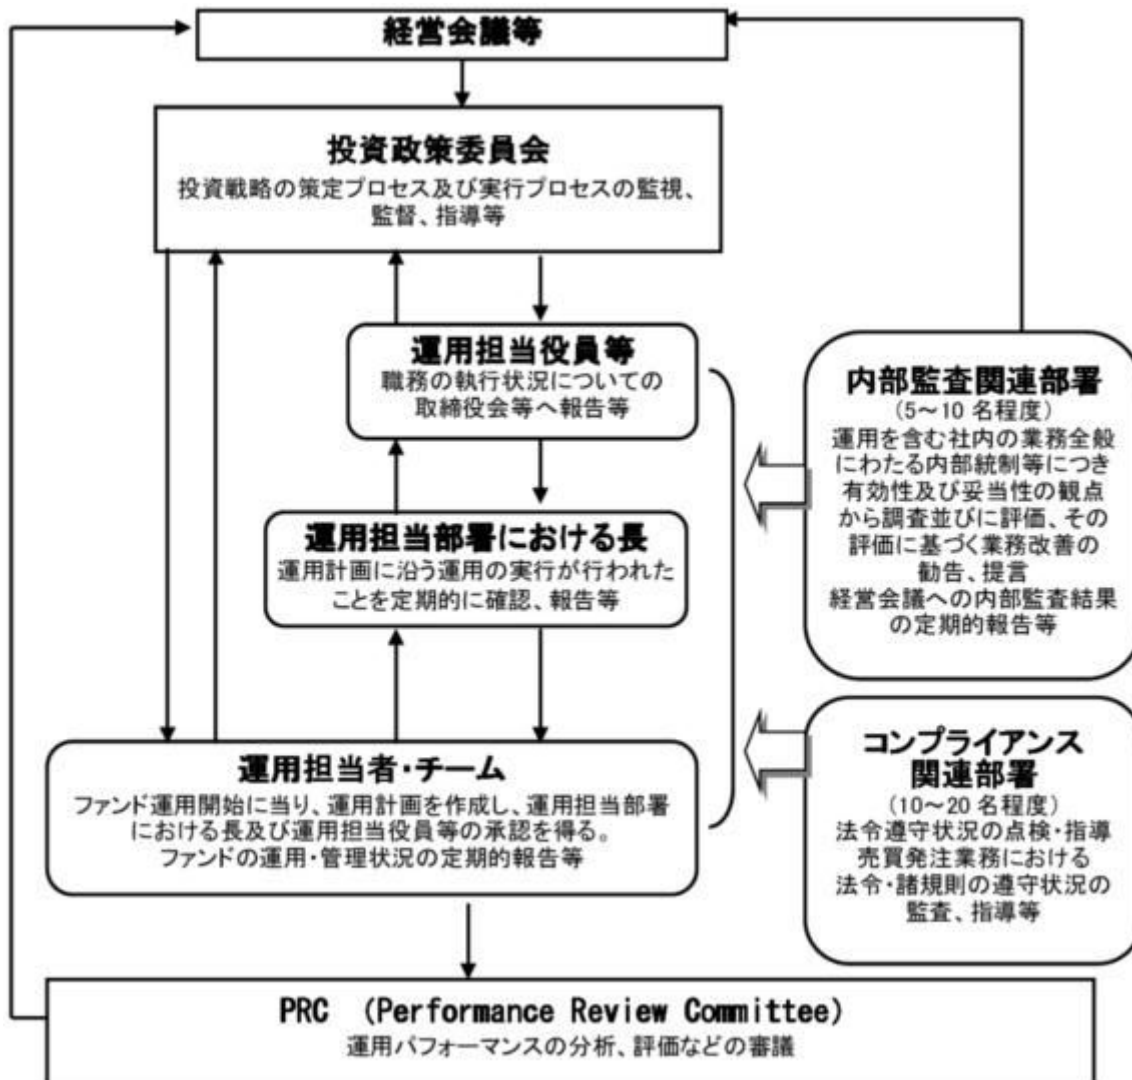 経営会議等
投資政策委員会
投資戦略の策定プロセス及び実行プロセスの監視、
監督、指導等
運用担当役員等
職務の執行状況についての
取締役会等へ報告等
運用担当部署における長
運用計画に沿う運用の実行が行われた
ことを定期的に確認、報告等
運用担当者・チーム
ファンド運用開始に当り、運用計画を作成し、運用担当部署
における長及び運用担当役員等の承認を得る。
ファンドの運用・管理状況の定期的報告等
内部監査関連部署
(5～10 名程度)
運用を含む社内の業務全般
にわたる内部統制等につき
有効性及び妥当性の観点
から調査並びに評価、その
評価に基づく業務改善の
勧告、提言
経営会議への内部監査結果
の定期的報告等
コンプライアンス
関連部署
(10～20 名程度)
法令遵守状況の点検・指導
売買発注業務における
法令・諸規則の遵守状況の
監査、指導等
PRC (Performance Review Committee)
運用パフォーマンスの分析、評価などの審議